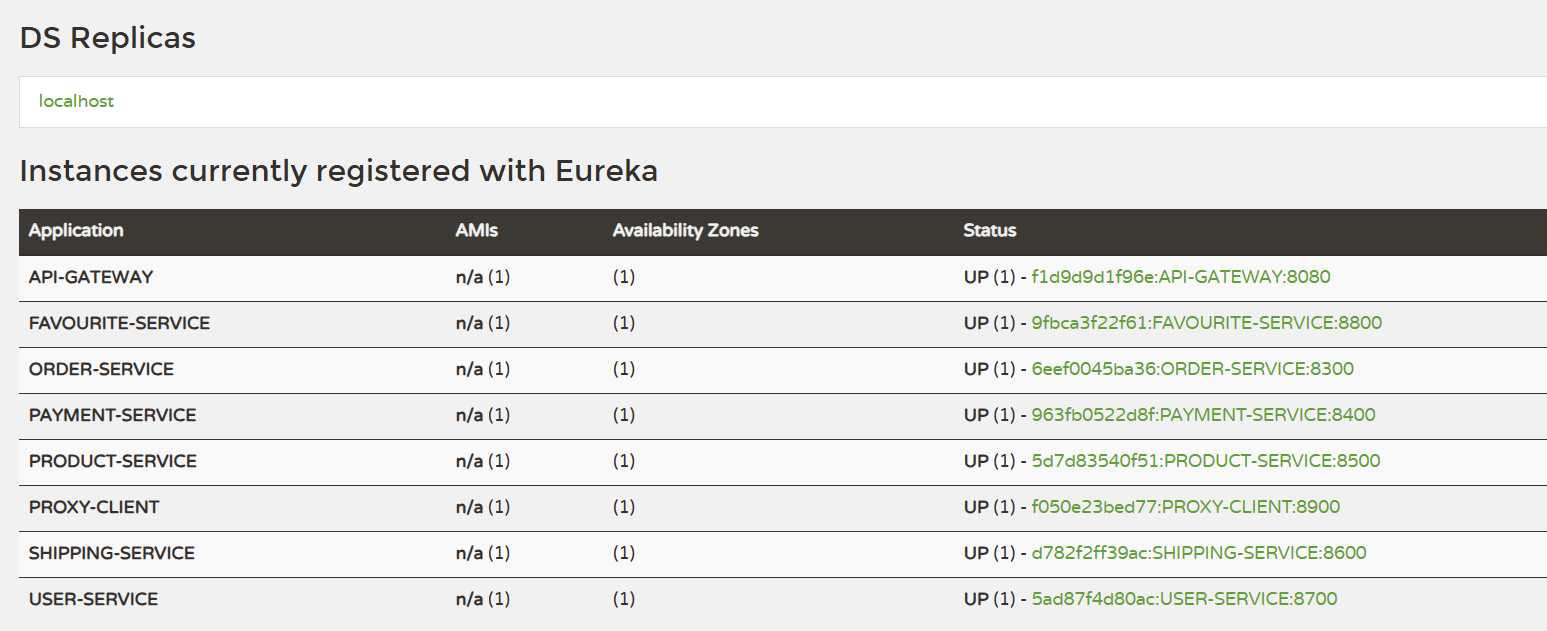 DS Replicas
localhost
Instances currently registered with Eureka
Application AMIs Availability Zones Status
API-GATEWAY n/a (1) (1) UP (1) - f1d9d9d1f96e:API-GATEWAY:8080
FAVOURITE-SERVICE n/a (1) (1) UP (1) - 9fbca3f22f61:FAVOURITE-SERVICE:8800
ORDER-SERVICE n/a (1) (1) UP (1) - 6eef0045ba36:ORDER-SERVICE:8300
PAYMENT-SERVICE n/a (1) (1) UP (1) - 963fb0522d8f:PAYMENT-SERVICE:8400
PRODUCT-SERVICE n/a (1) (1) UP (1) - 5d7d83540f51:PRODUCT-SERVICE:8500
PROXY-CLIENT n/a (1) (1) UP (1) - f050e23bed77:PROXY-CLIENT:8900
SHIPPING-SERVICE n/a (1) (1) UP (1) - d782f2ff39ac:SHIPPING-SERVICE:8600
USER-SERVICE n/a (1) (1) UP (1) - 5ad87f4d80ac:USER-SERVICE:8700